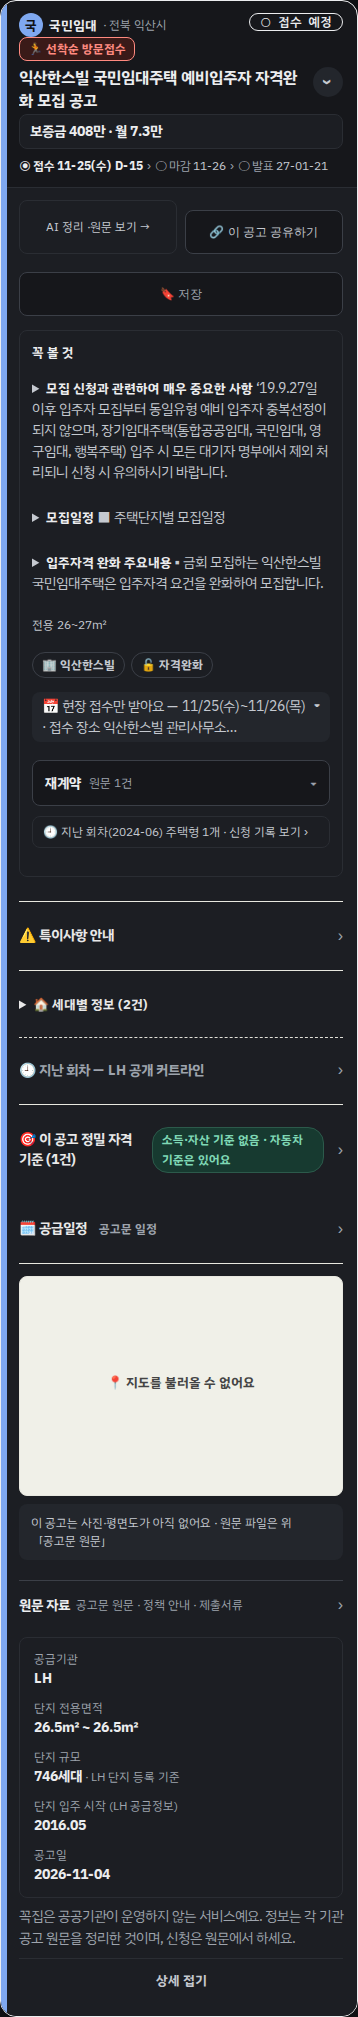 국 국민임대 · 전북 익산시
○ 접수 예정
🏃 선착순 방문접수
익산한스빌 국민임대주택 예비입주자 자격완
화 모집 공고
보증금 408만 · 월 7.3만
◉ 접수 11-25(수) D-15 › ○ 마감 11-26 › ○ 발표 27-01-21
AI 정리 ·원문 보기 →
🔗 이 공고 공유하기
🔖 저장
꼭 볼 것
▶ 모집 신청과 관련하여 매우 중요한 사항 ‘19.9.27일
이후 입주자 모집부터 동일유형 예비 입주자 중복선정이
되지 않으며, 장기임대주택(통합공공임대, 국민임대, 영
구임대, 행복주택) 입주 시 모든 대기자 명부에서 제외 처
리되니 신청 시 유의하시기 바랍니다.
▶ 모집일정 ■ 주택단지별 모집일정
▶ 입주자격 완화 주요내용 ▪ 금회 모집하는 익산한스빌
국민임대주택은 입주자격 요건을 완화하여 모집합니다.
전용 26~27m²
🏢 익산한스빌
🔓 자격완화
📅 현장 접수만 받아요 — 11/25(수)~11/26(목)
· 접수 장소 익산한스빌 관리사무소…
재계약 원문 1건
🕘 지난 회차(2024-06) 주택형 1개 · 신청 기록 보기 ›
⚠️ 특이사항 안내 ›
▶ 🏠 세대별 정보 (2건)
🕘 지난 회차 — LH 공개 커트라인 ›
🎯 이 공고 정밀 자격
기준 (1건)
소득·자산 기준 없음 · 자동차
기준은 있어요
›
🗓️ 공급일정 공고문 일정 ›
📍 지도를 불러올 수 없어요
이 공고는 사진·평면도가 아직 없어요 · 원문 파일은 위
「공고문 원문」
원문 자료 공고문 원문 · 정책 안내 · 제출서류 ›
공급기관
LH
단지 전용면적
26.5m² ~ 26.5m²
단지 규모
746세대 · LH 단지 등록 기준
단지 입주 시작 (LH 공급정보)
2016.05
공고일
2026-11-04
꼭집은 공공기관이 운영하지 않는 서비스예요. 정보는 각 기관
공고 원문을 정리한 것이며, 신청은 원문에서 하세요.
상세 접기